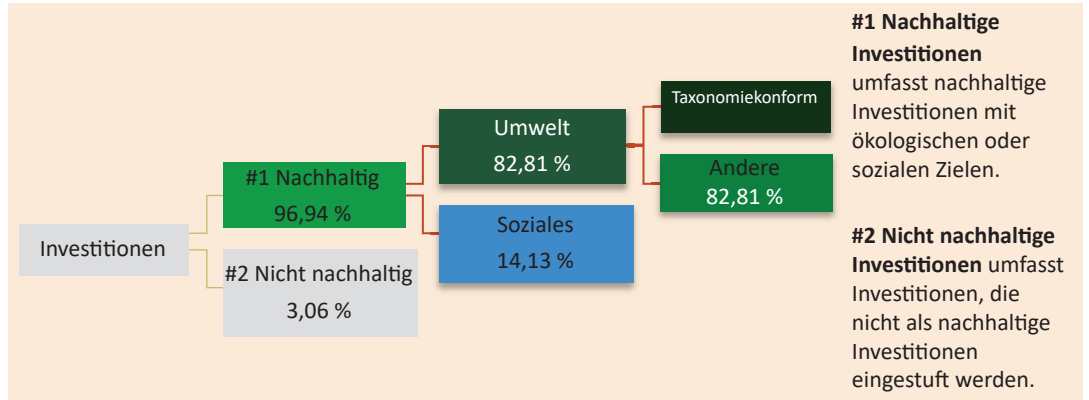 Investitionen
#1 Nachhaltig
96,94 %
#2 Nicht nachhaltig
3,06 %
Umwelt
82,81 %
Soziales
14,13 %
Taxonomiekonform
Andere
82,81 %
#1 Nachhaltige
Investitionen
umfasst nachhaltige
Investitionen mit
ökologischen oder
sozialen Zielen.
#2 Nicht nachhaltige
Investitionen umfasst
Investitionen, die
nicht als nachhaltige
Investitionen
eingestuft werden.